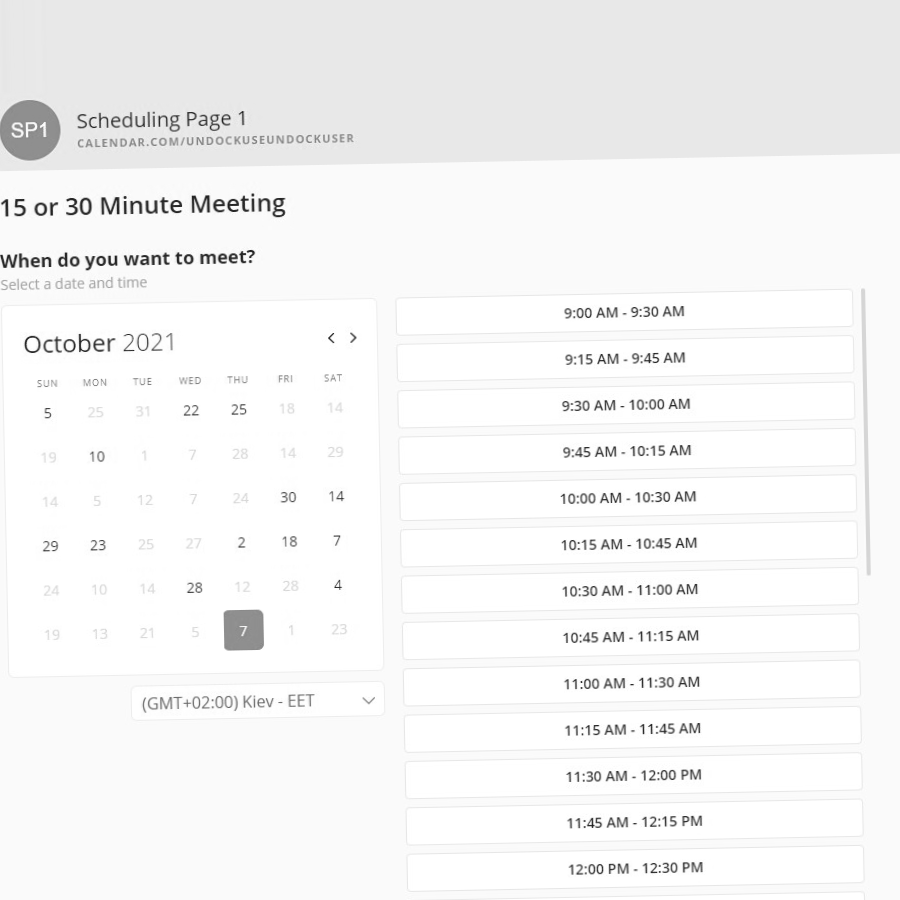 SP1
Scheduling Page 1
CALENDAR.COM/UNDOCKUSEUNDOCKUSER
15 or 30 Minute Meeting
When do you want to meet?
Select a date and time
October 2021
SUN MON TUE WED THU FRI SAT
5 25 31 22 25 18 14
19 10 1 7 28 14 29
14 5 12 7 24 30 14
29 23 25 27 2 18 7
24 10 14 28 12 28 4
19 13 21 5 7 1 23
(GMT+02:00) Kiev - EET
9:00 AM - 9:30 AM
9:15 AM - 9:45 AM
9:30 AM - 10:00 AM
9:45 AM - 10:15 AM
10:00 AM - 10:30 AM
10:15 AM - 10:45 AM
10:30 AM - 11:00 AM
10:45 AM - 11:15 AM
11:00 AM - 11:30 AM
11:15 AM - 11:45 AM
11:30 AM - 12:00 PM
11:45 AM - 12:15 PM
12:00 PM - 12:30 PM